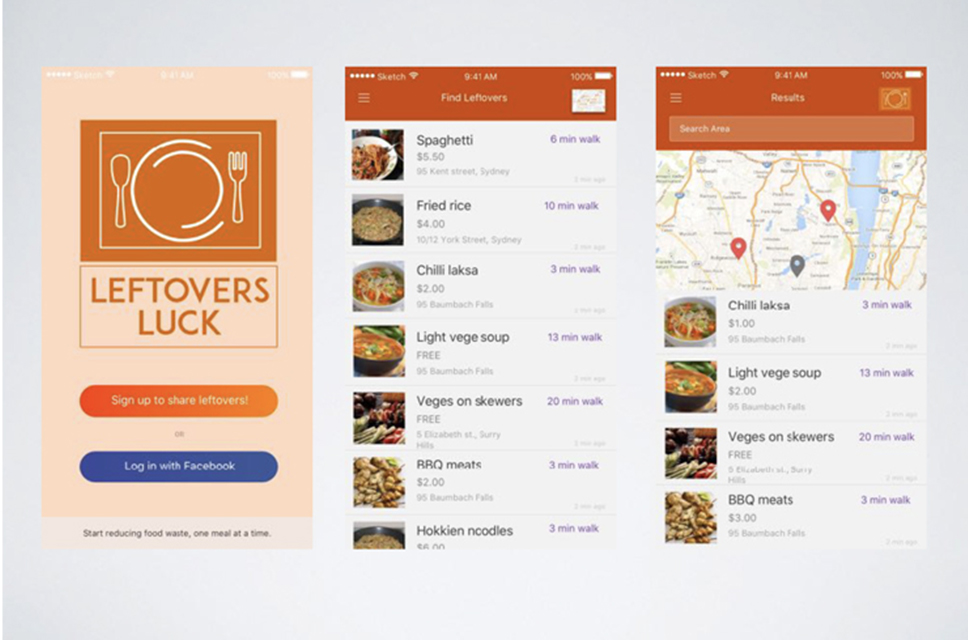 Sketch 9:41 AM 100%
LEFTOVERS
LUCK
Sign up to share leftovers!
OR
Log in with Facebook
Start reducing food waste, one meal at a time.
Sketch 9:41 AM 100%
Find Leftovers
Spaghetti 6 min walk
$5.50
95 Kent street, Sydney
2 min ago
Fried rice 10 min walk
$4.00
10/12 York Street, Sydney
2 min ago
Chilli laksa 3 min walk
$2.00
95 Baumbach Falls
2 min ago
Light vege soup 13 min walk
FREE
95 Baumbach Falls
2 min ago
Veges on skewers 20 min walk
FREE
5 Elizabeth st., Surry
Hills
2 min ago
BBQ meats 3 min walk
$2.00
95 Baumbach Falls
2 min ago
Hokkien noodles 3 min walk
$6.00
Sketch 9:41 AM 100%
Results
Search Area
Chilli laksa 3 min walk
$1.00
95 Baumbach Falls
2 min ago
Light vege soup 13 min walk
$2.00
95 Baumbach Falls
2 min ago
Veges on skewers 20 min walk
FREE
5 Elizabeth st., Surry
Hills
2 min ago
BBQ meats 3 min walk
$3.00
95 Baumbach Falls
2 min ago